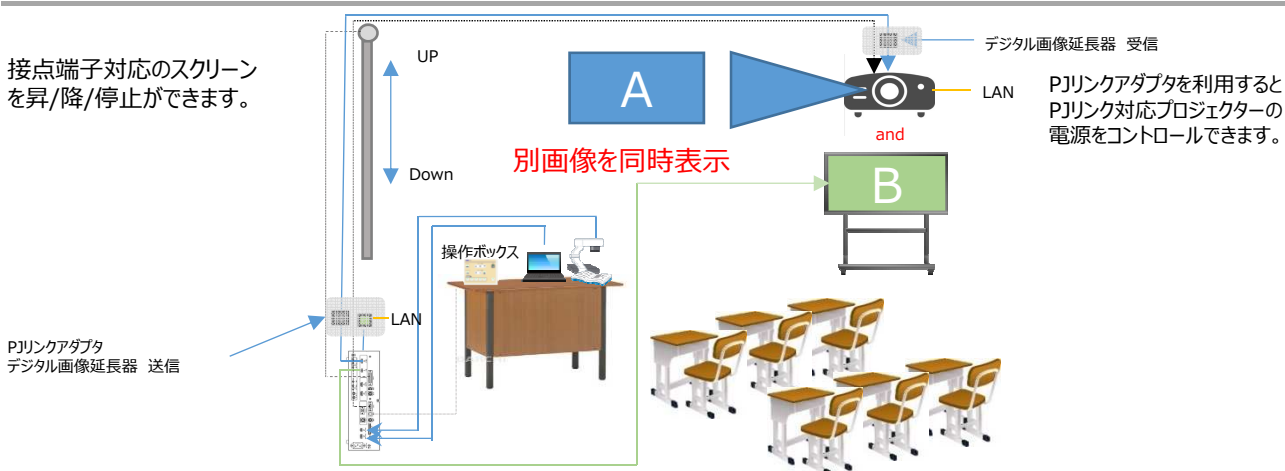 接点端子対応のスクリーン
を昇/降/停止ができます。
UP
Down
A
デジタル画像延長器 受信
LAN
PJリンクアダプタを利用すると
PJリンク対応プロジェクターの
電源をコントロールできます。
and
別画像を同時表示
B
操作ボックス
LAN
PJリンクアダプタ
デジタル画像延長器 送信